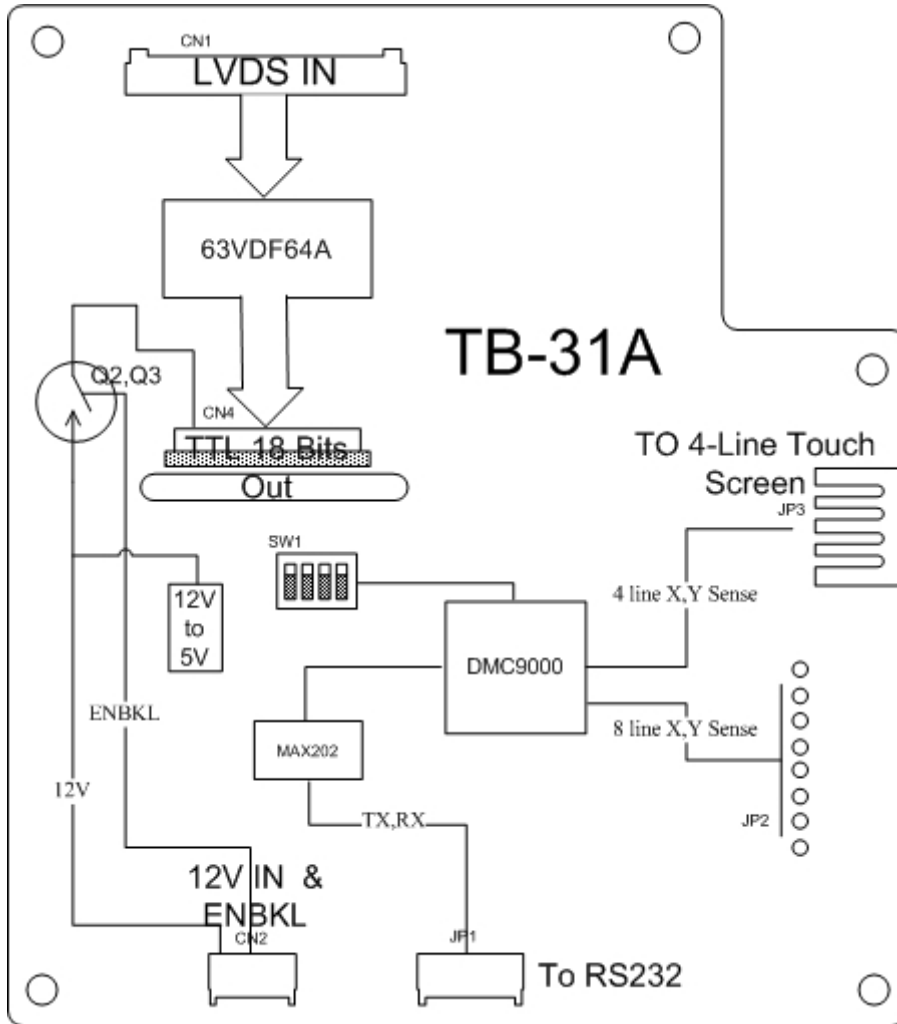 CN1
LVDS IN
63VDF64A
TB-31A
Q2,Q3
CN4
TTL 18 Bits
Out
TO 4-Line Touch
Screen
JP3
SW1
4 line X,Y Sense
12V
to
5V
DMC9000
ENBKL
8 line X,Y Sense
MAX202
12V
TX,RX
JP2
12V IN &
ENBKL
CN2
JP1
To RS232